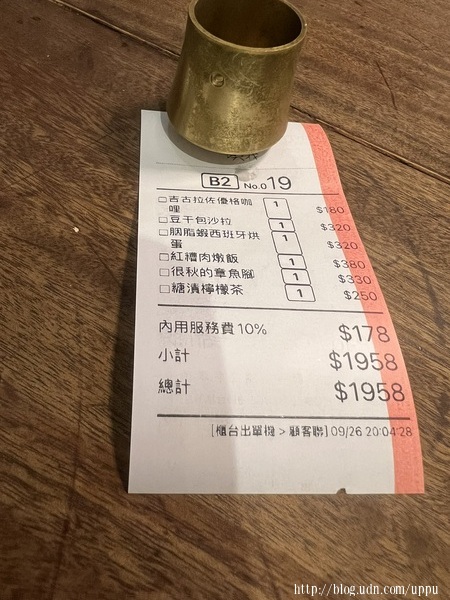 B2 No.019
□吉古拉佐優格咖 1 $180
哩
□豆干包沙拉 1 $320
□胭脂蝦西班牙烘 1 $320
蛋
□紅糟肉燉飯 1 $380
□很秋的章魚腳 1 $330
□糖漬檸檬茶 1 $250
內用服務費10% $178
小計 $1958
總計 $1958
[櫃台出單機 > 顧客聯] 09/26 20:04:28
http://blog.udn.com/uppu